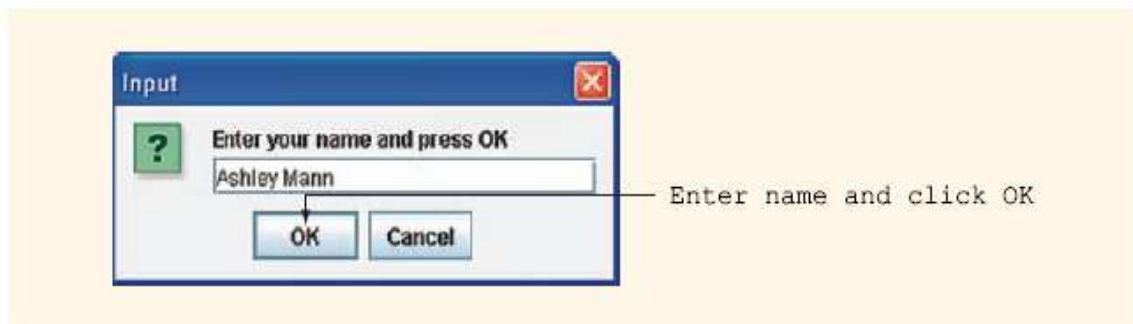 Input
?
Enter your name and press OK
Ashley Mann
Enter name and click OK
OK
Cancel